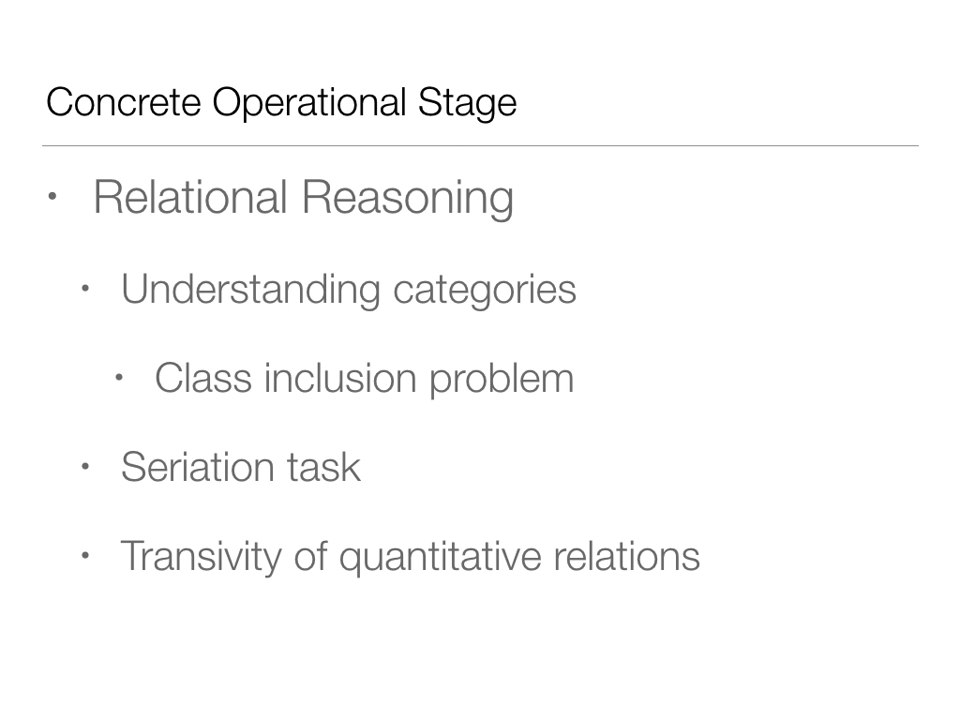 Concrete Operational Stage
• Relational Reasoning
• Understanding categories
• Class inclusion problem
• Seriation task
• Transivity of quantitative relations